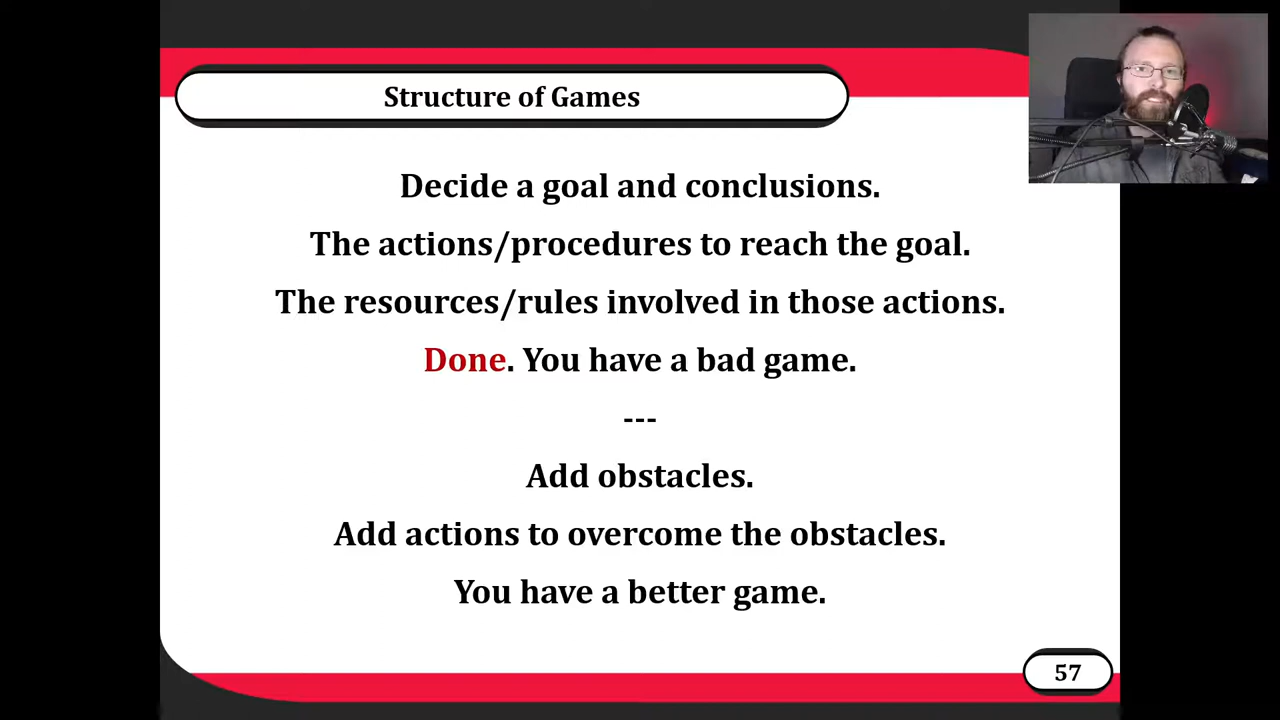 Structure of Games
Decide a goal and conclusions.
The actions/procedures to reach the goal.
The resources/rules involved in those actions.
Done. You have a bad game.
---
Add obstacles.
Add actions to overcome the obstacles.
You have a better game.
57